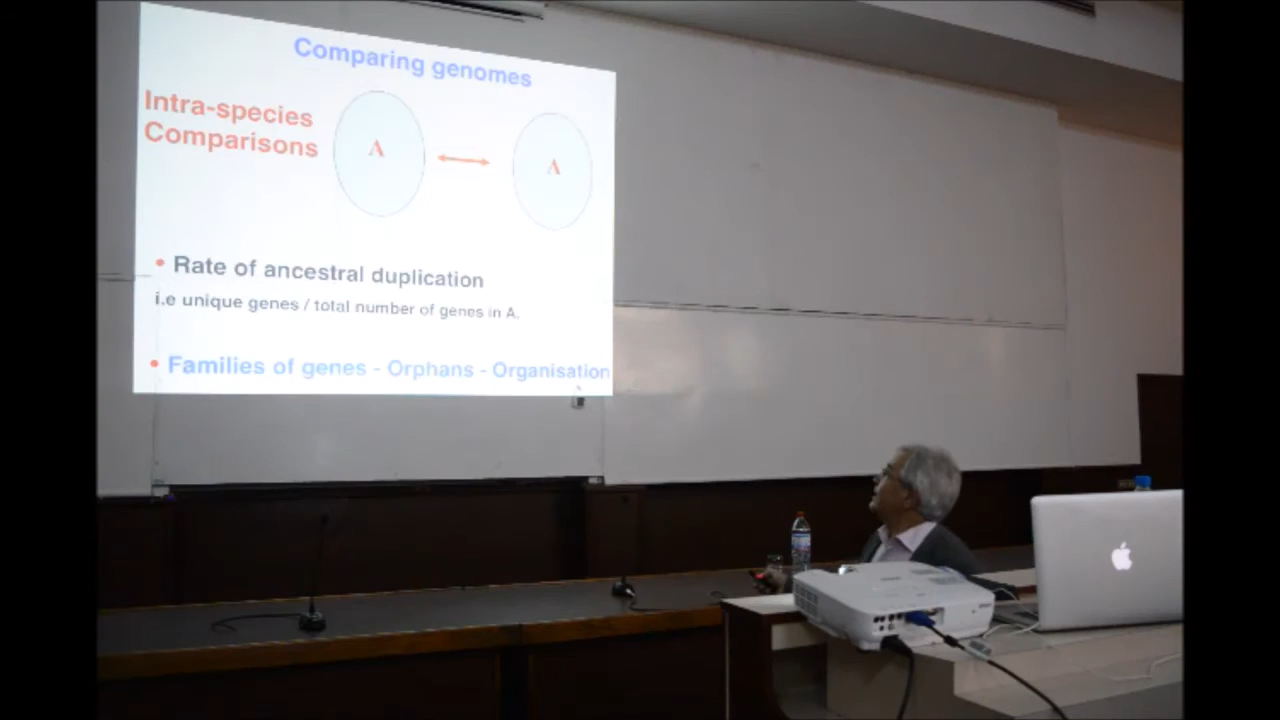 Comparing genomes
Intra-species
Comparisons
A
A
• Rate of ancestral duplication
i.e unique genes / total number of genes in A.
• Families of genes - Orphans - Organisation